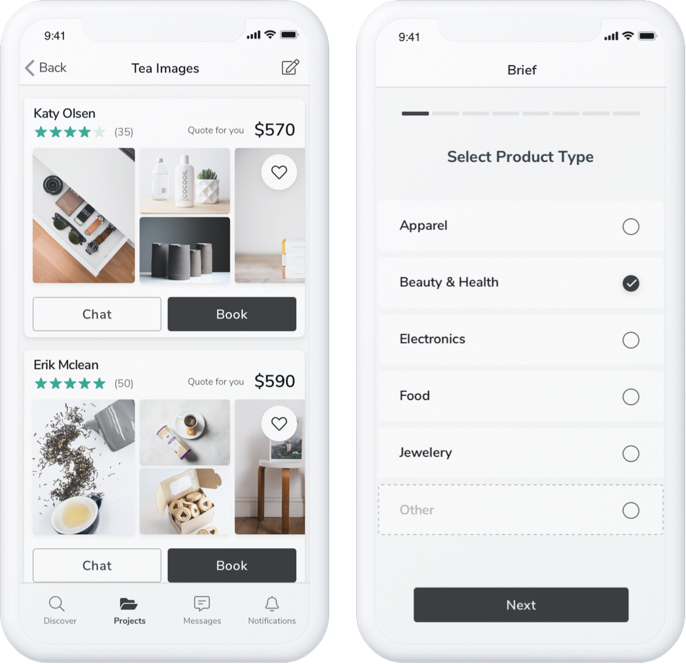 9:41
Back
Tea Images
Katy Olsen
(35)
Quote for you
$570
COCOOIL
Chat
Book
Erik Mclean
(50)
Quote for you
$590
Chat
Book
Discover
Projects
Messages
Notifications
9:41
Brief
Select Product Type
Apparel
Beauty & Health
Electronics
Food
Jewelery
Other
Next